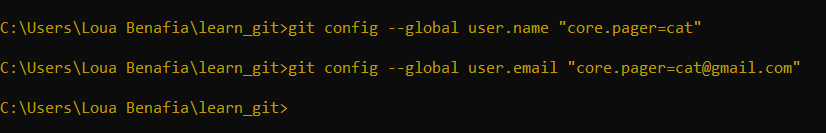 C:\Users\Loua Benafia\learn_git>git config --global user.name "core.pager=cat"
C:\Users\Loua Benafia\learn_git>git config --global user.email "core.pager=cat@gmail.com"
C:\Users\Loua Benafia\learn_git>